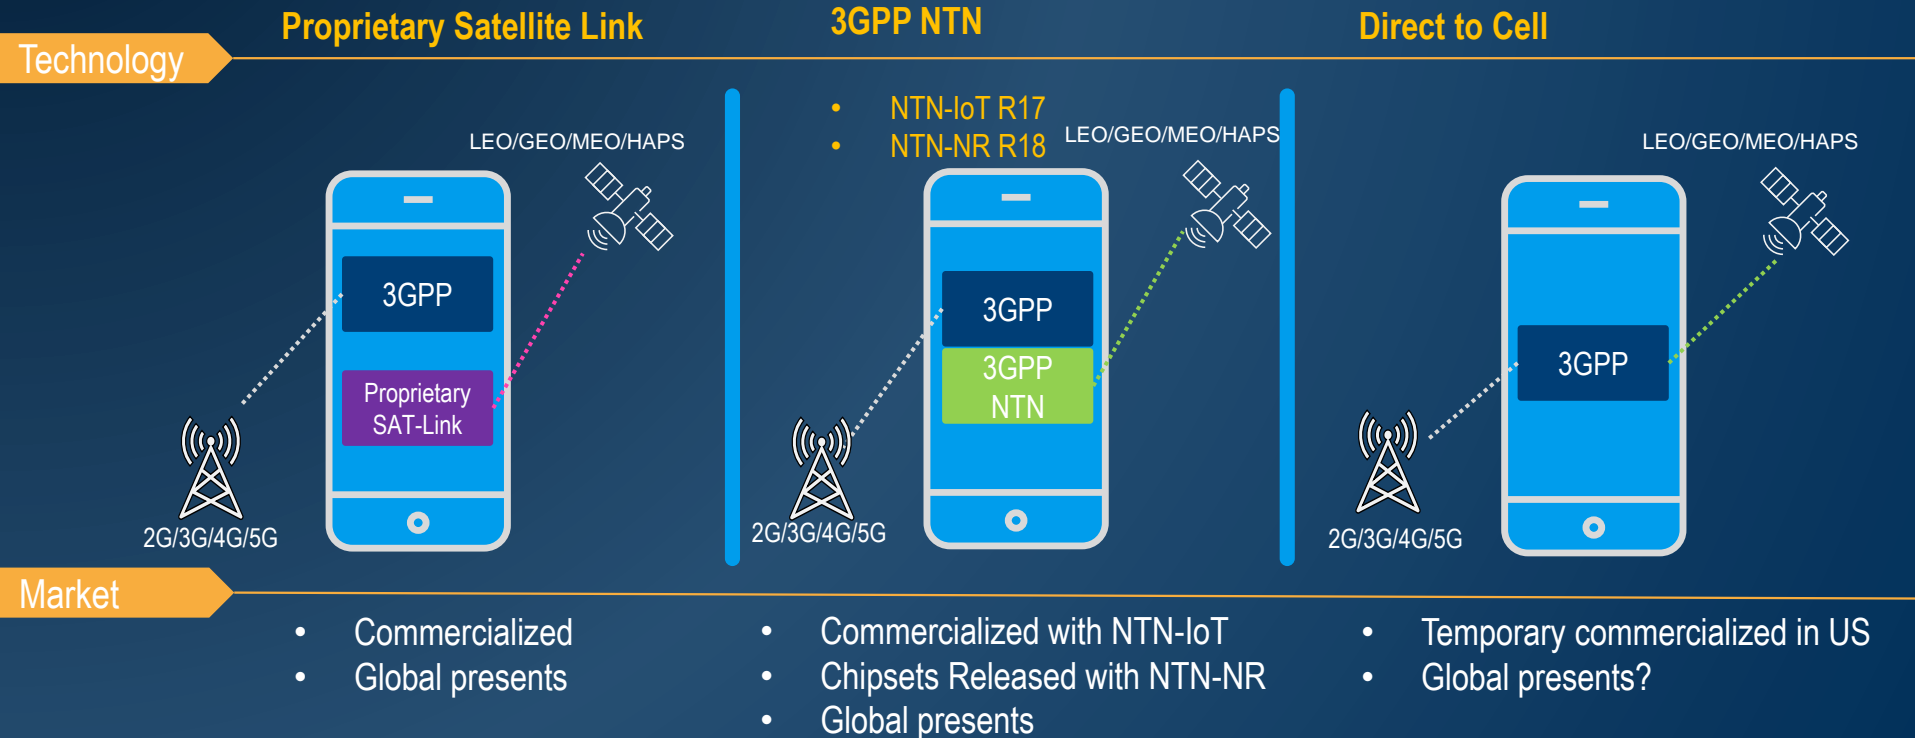 Technology
Proprietary Satellite Link
3GPP NTN
Direct to Cell
LEO/GEO/MEO/HAPS
3GPP
Proprietary
SAT-Link
2G/3G/4G/5G
• NTN-IoT R17
• NTN-NR R18
LEO/GEO/MEO/HAPS
3GPP
3GPP
NTN
2G/3G/4G/5G
LEO/GEO/MEO/HAPS
3GPP
2G/3G/4G/5G
Market
• Commercialized
• Global presents
• Commercialized with NTN-IoT
• Chipsets Released with NTN-NR
• Global presents
• Temporary commercialized in US
• Global presents?